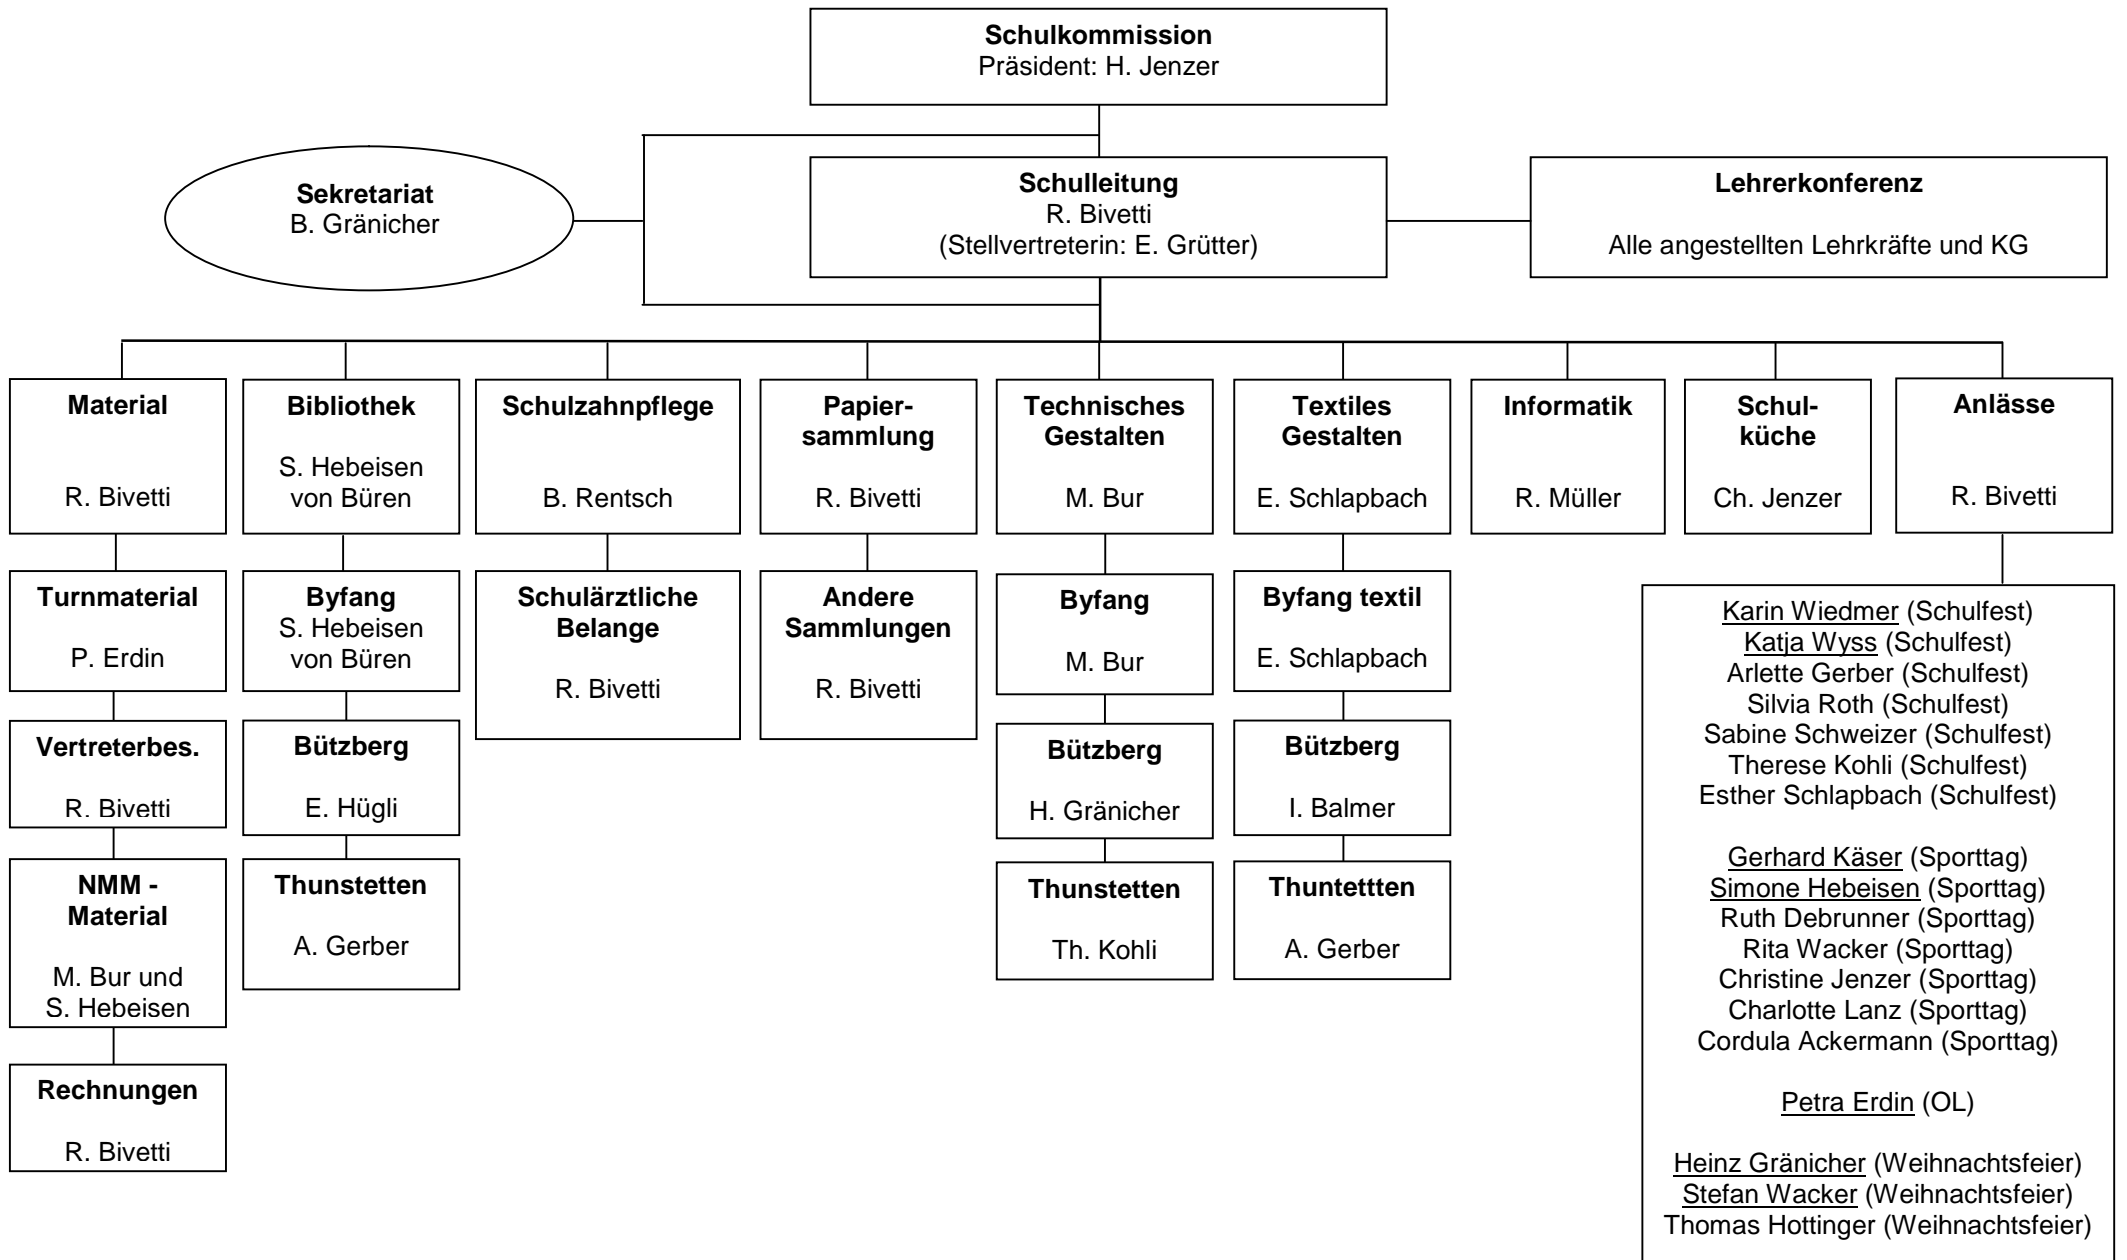 Schulkommission
Präsident: H. Jenzer
Sekretariat
B. Gränicher
Schulleitung
R. Bivetti
(Stellvertreterin: E. Grütter)
Lehrerkonferenz
Alle angestellten Lehrkräfte und KG
Material
R. Bivetti
Bibliothek
S. Hebeisen
von Büren
Schulzahnpflege
B. Rentsch
Papier-
sammlung
R. Bivetti
Technisches
Gestalten
M. Bur
Textiles
Gestalten
E. Schlapbach
Informatik
R. Müller
Schul-
küche
Ch. Jenzer
Anlässe
R. Bivetti
Turnmaterial
P. Erdin
Byfang
S. Hebeisen
von Büren
Schulärztliche
Belange
R. Bivetti
Andere
Sammlungen
R. Bivetti
Byfang
M. Bur
Byfang textil
E. Schlapbach
Vertreterbes.
R. Bivetti
Bützberg
E. Hügli
Bützberg
H. Gränicher
Bützberg
I. Balmer
NMM -
Material
M. Bur und
S. Hebeisen
Thunstetten
A. Gerber
Thunstetten
Th. Kohli
Thuntettten
A. Gerber
Rechnungen
R. Bivetti
Karin Wiedmer (Schulfest)
Katja Wyss (Schulfest)
Arlette Gerber (Schulfest)
Silvia Roth (Schulfest)
Sabine Schweizer (Schulfest)
Therese Kohli (Schulfest)
Esther Schlapbach (Schulfest)
Gerhard Käser (Sporttag)
Simone Hebeisen (Sporttag)
Ruth Debrunner (Sporttag)
Rita Wacker (Sporttag)
Christine Jenzer (Sporttag)
Charlotte Lanz (Sporttag)
Cordula Ackermann (Sporttag)
Petra Erdin (OL)
Heinz Gränicher (Weihnachtsfeier)
Stefan Wacker (Weihnachtsfeier)
Thomas Hottinger (Weihnachtsfeier)